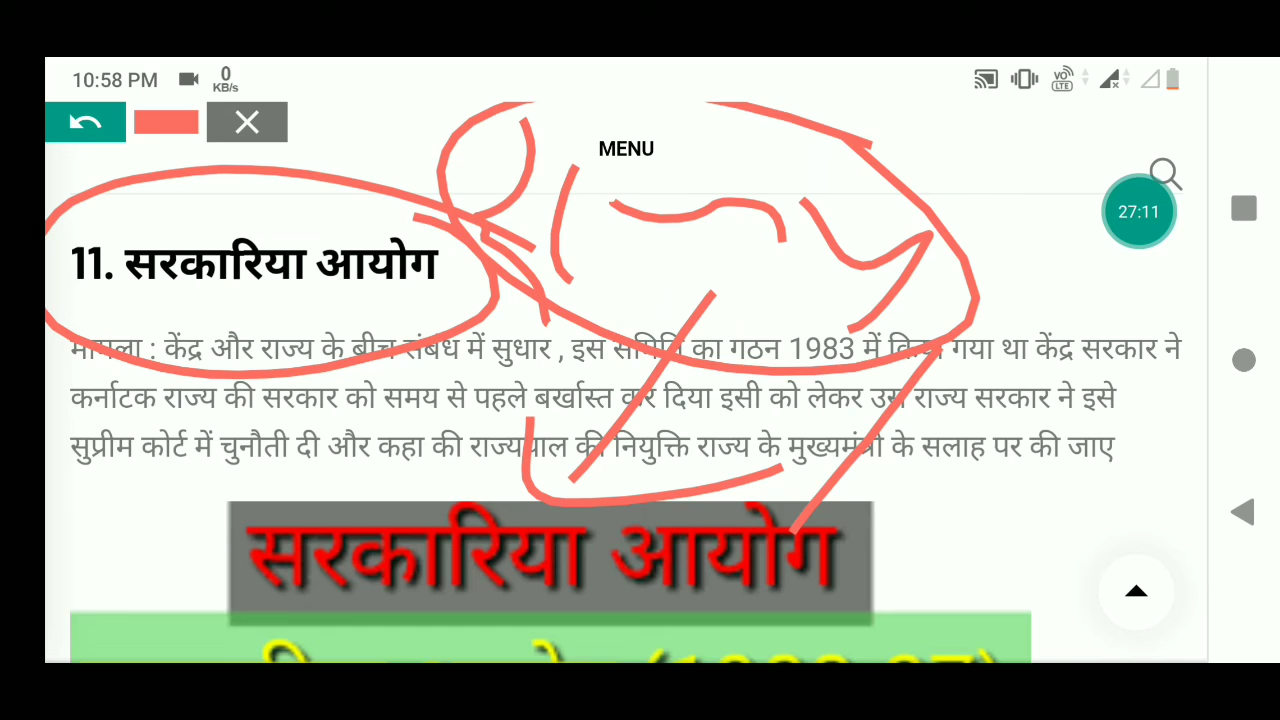 10:58 PM 0 KB/s VO LTE
MENU
27:11
11. सरकारिया आयोग
मामला : केंद्र और राज्य के बीच संबंध में सुधार , इस समिति का गठन 1983 में किया गया था केंद्र सरकार ने
कर्नाटक राज्य की सरकार को समय से पहले बर्खास्त कर दिया इसी को लेकर उस राज्य सरकार ने इसे
सुप्रीम कोर्ट में चुनौती दी और कहा की राज्यपाल की नियुक्ति राज्य के मुख्यमंत्री के सलाह पर की जाए
सरकारिया आयोग